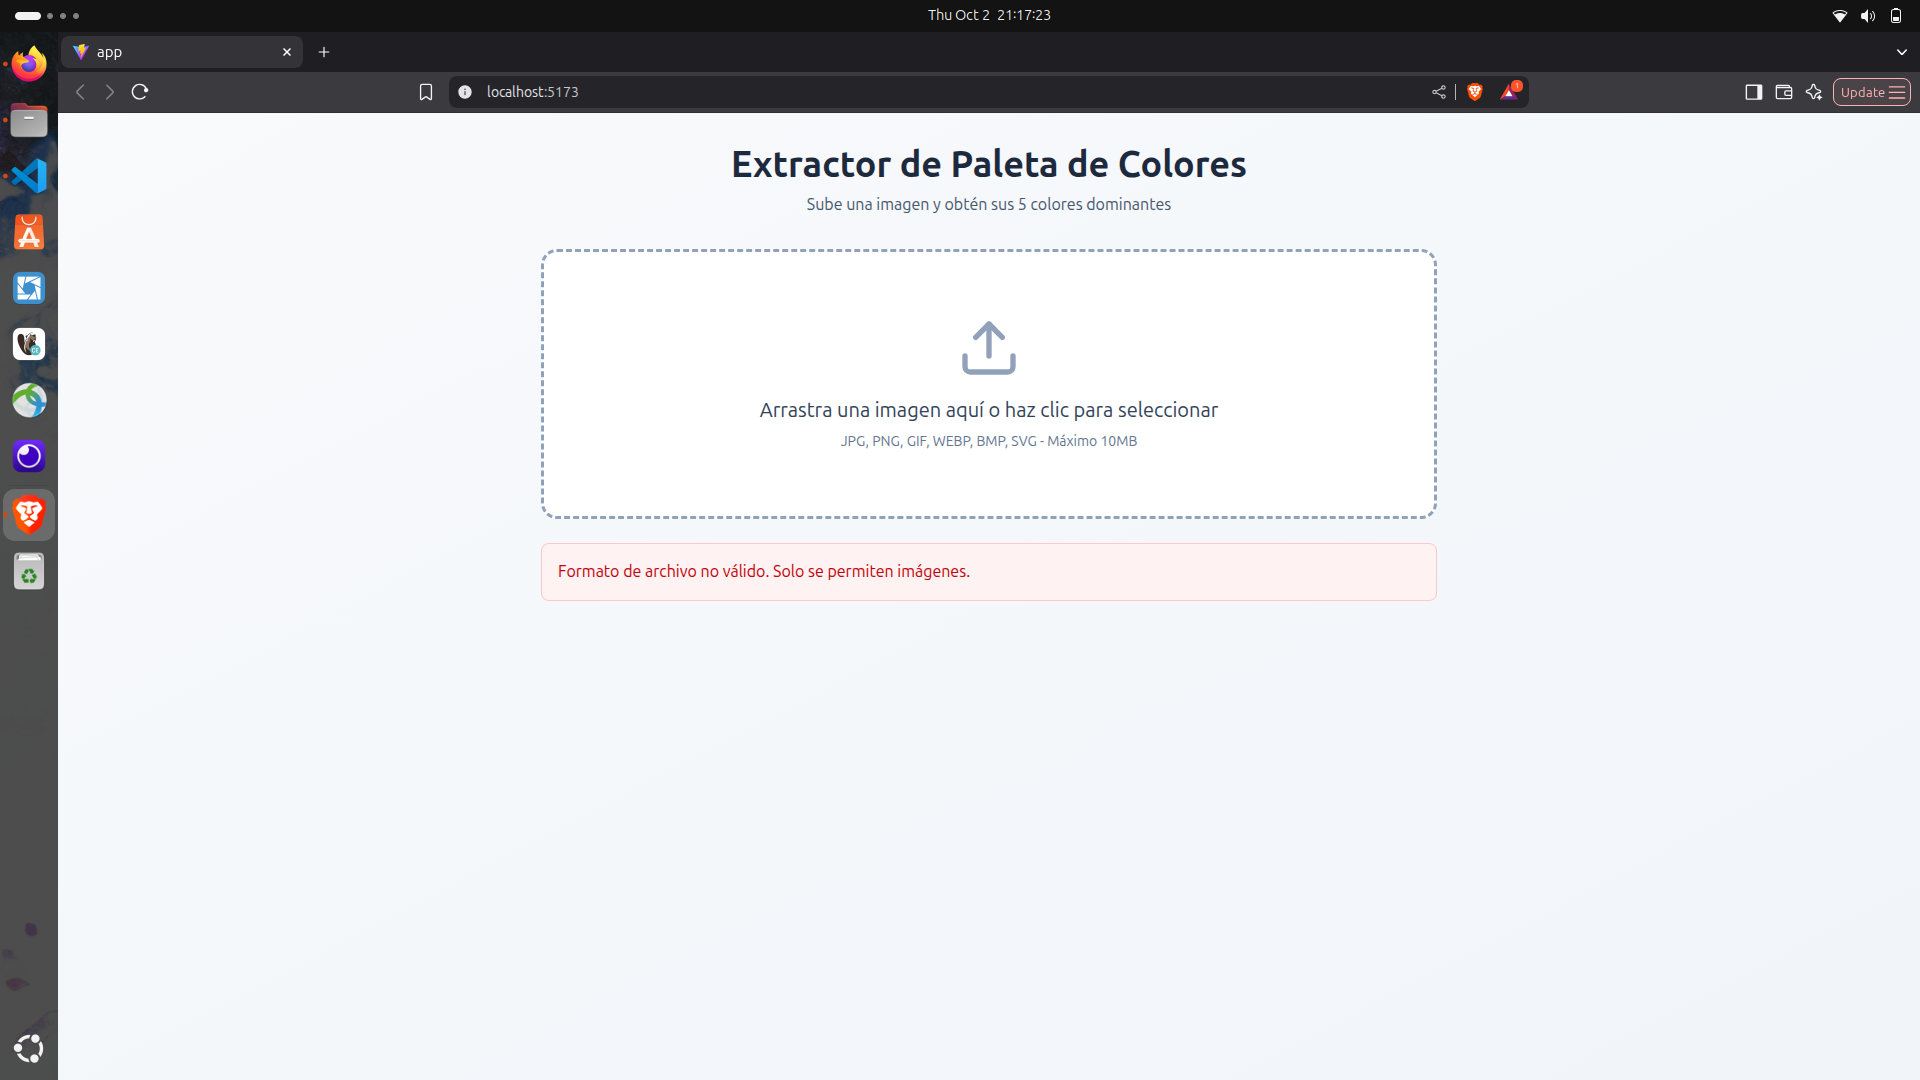 Thu Oct 2 21:17:23
app
localhost:5173
1
Update
Extractor de Paleta de Colores
Sube una imagen y obtén sus 5 colores dominantes
Arrastra una imagen aquí o haz clic para seleccionar
JPG, PNG, GIF, WEBP, BMP, SVG - Máximo 10MB
Formato de archivo no válido. Solo se permiten imágenes.